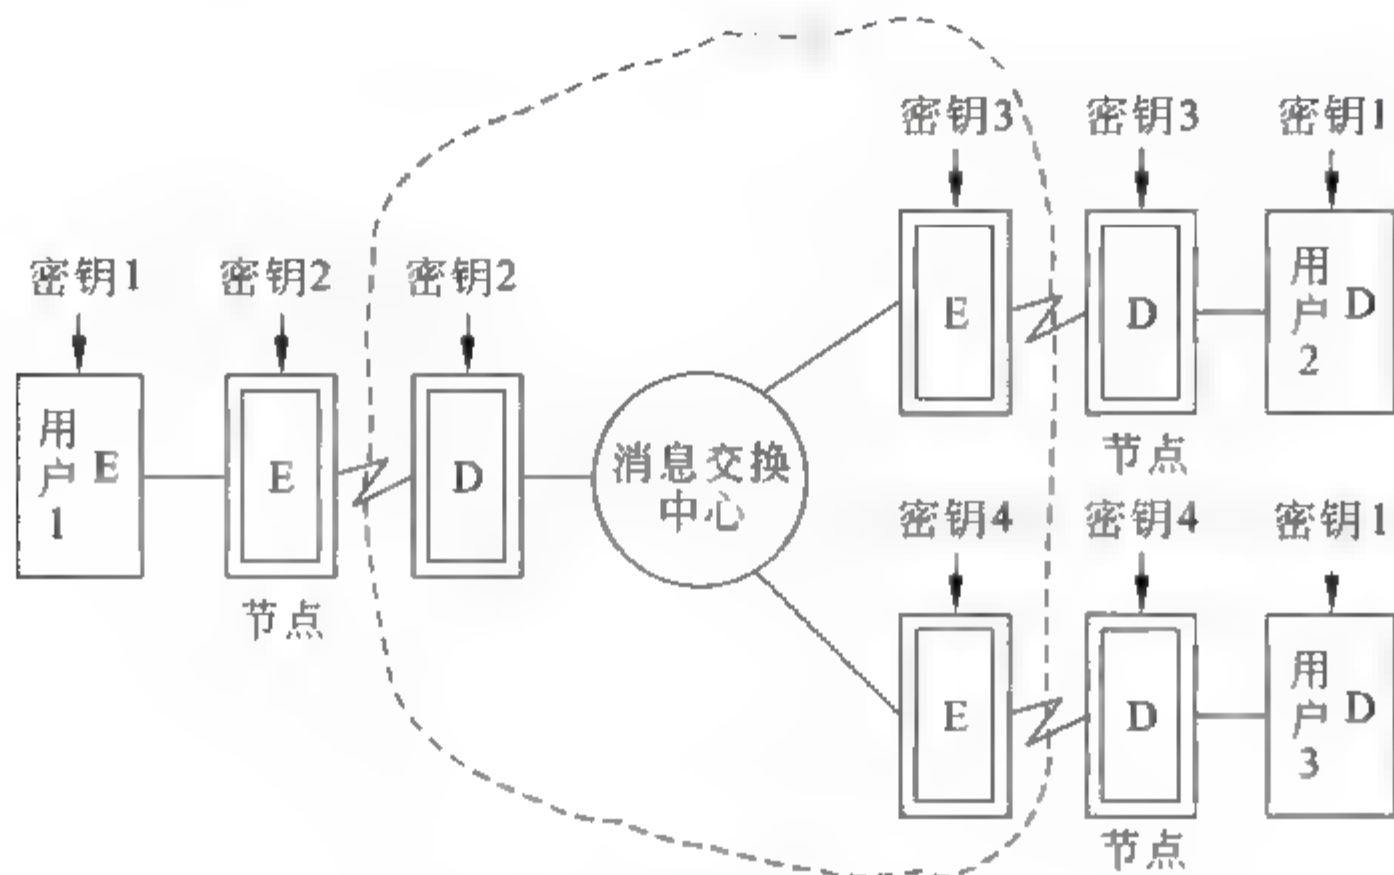 密钥3 密钥3 密钥1
密钥1 密钥2 密钥2
E D 用户2 D
用户1 E E D
消息交换
中心
节点
密钥4 密钥4 密钥1
节点
E D 用户3 D
节点